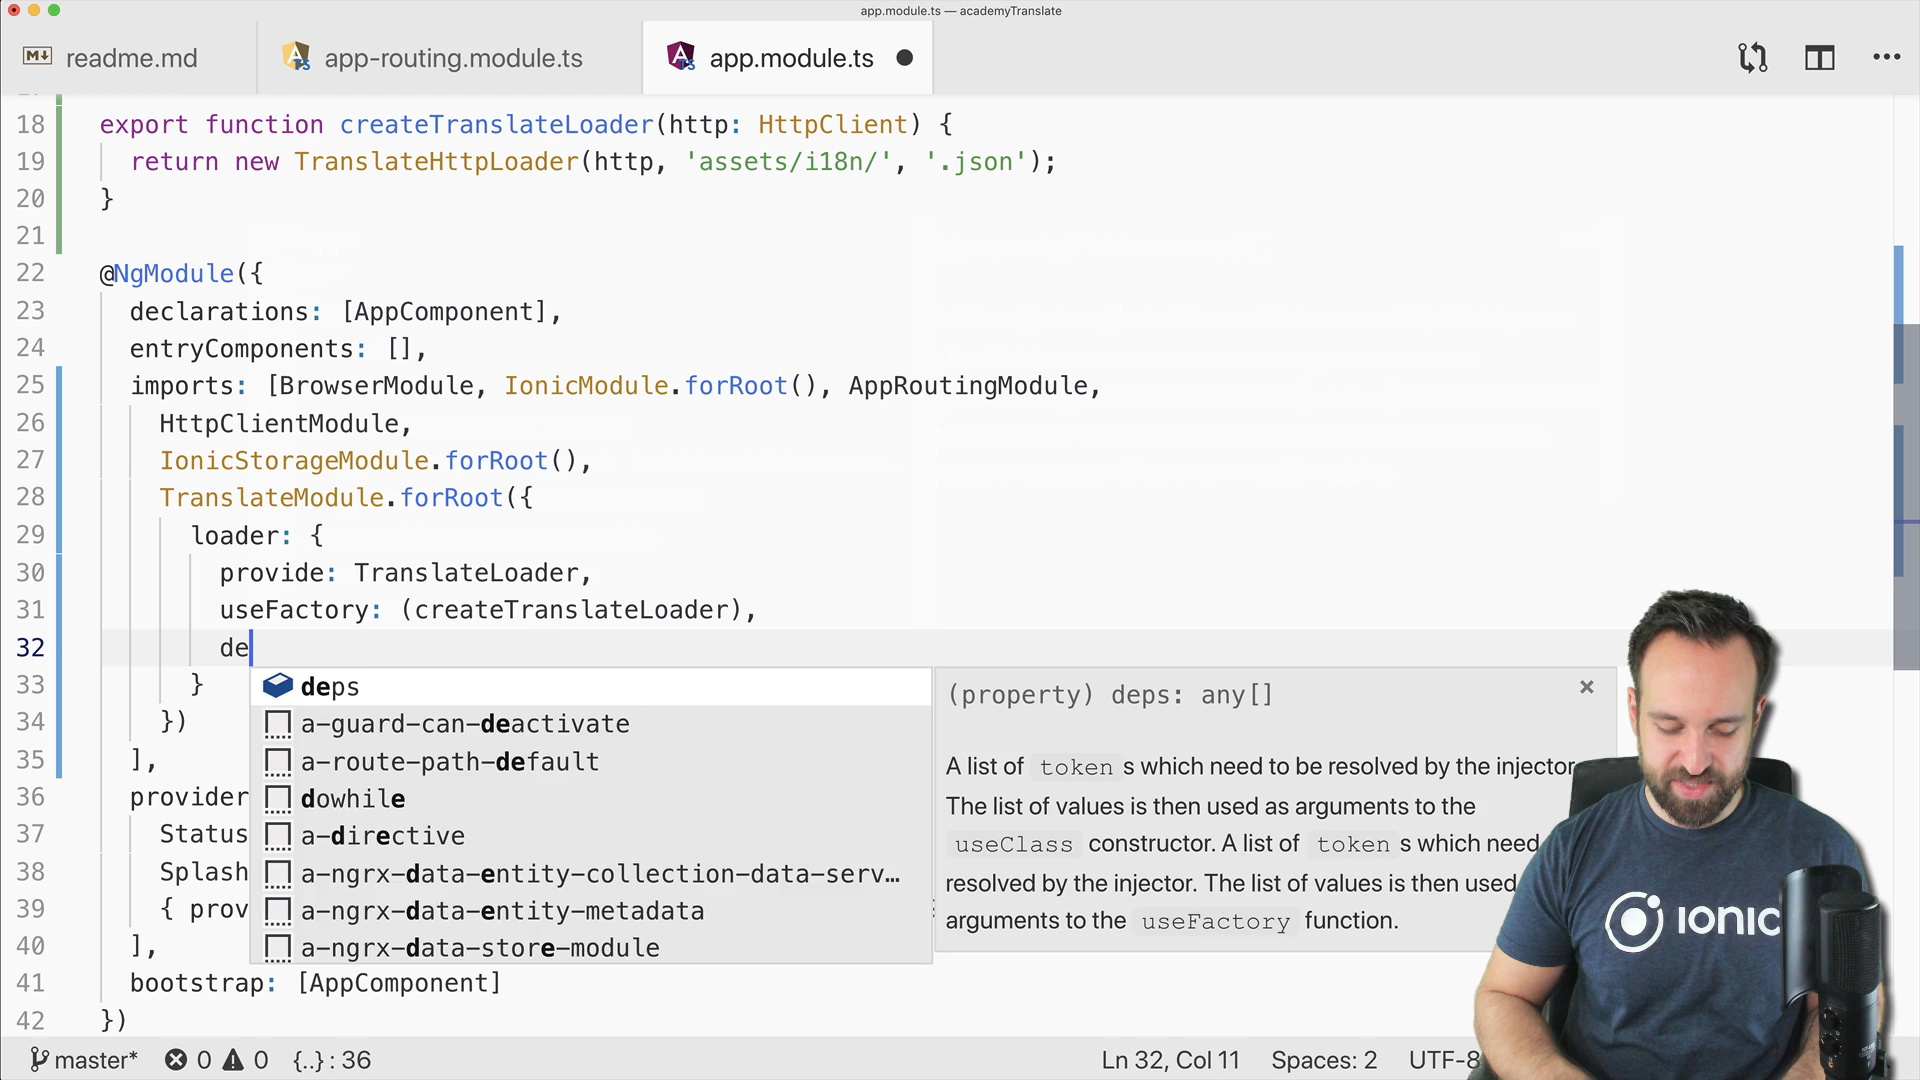 app.module.ts — academyTranslate
readme.md
app-routing.module.ts
app.module.ts
18 export function createTranslateLoader(http: HttpClient) {
19 return new TranslateHttpLoader(http, 'assets/i18n/', '.json');
20 }
21
22 @NgModule({
23 declarations: [AppComponent],
24 entryComponents: [],
25 imports: [BrowserModule, IonicModule.forRoot(), AppRoutingModule,
26 HttpClientModule,
27 IonicStorageModule.forRoot(),
28 TranslateModule.forRoot({
29 loader: {
30 provide: TranslateLoader,
31 useFactory: (createTranslateLoader),
32 de
33 }
34 })
35 ],
36 provider
37 Status
38 Splash
39 { prov
40 ],
41 bootstrap: [AppComponent]
42 })
deps
a-guard-can-deactivate
a-route-path-default
dowhile
a-directive
a-ngrx-data-entity-collection-data-serv…
a-ngrx-data-entity-metadata
a-ngrx-data-store-module
(property) deps: any[]
A list of token s which need to be resolved by the injector
The list of values is then used as arguments to the
useClass constructor. A list of token s which need
resolved by the injector. The list of values is then used
arguments to the useFactory function.
IONIC
master* 0 0 {..} : 36 Ln 32, Col 11 Spaces: 2 UTF-8